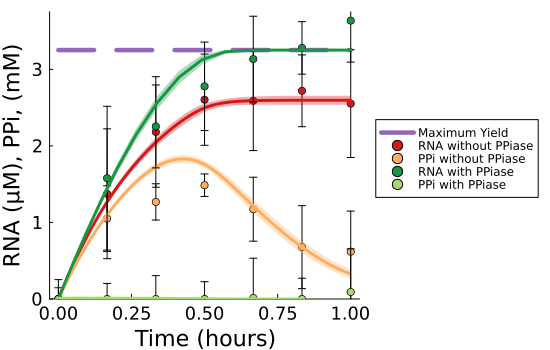 RNA (μM), PPi, (mM)
3
2
1
0
0.00 0.25 0.50 0.75 1.00
Time (hours)
Maximum Yield
RNA without PPiase
PPi without PPiase
RNA with PPiase
PPi with PPiase